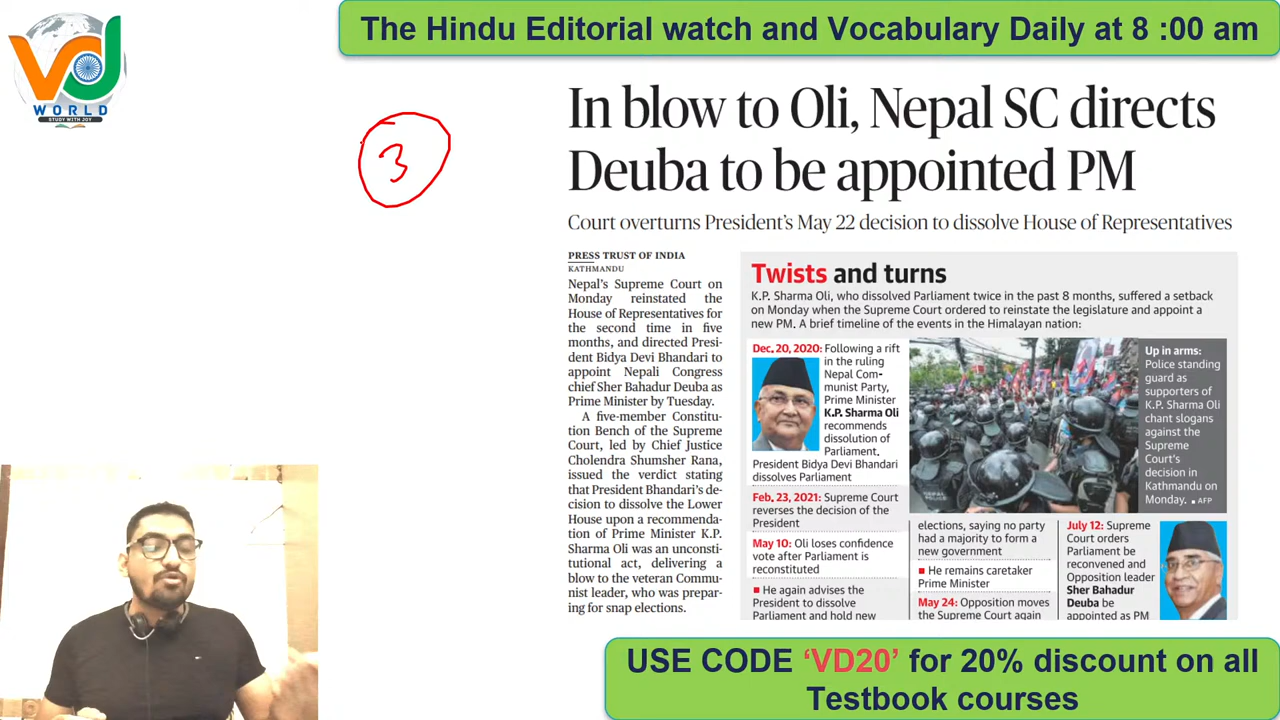 The Hindu Editorial watch and Vocabulary Daily at 8 :00 am
VD
WORLD
STUDY WITH JOY
3
In blow to Oli, Nepal SC directs
Deuba to be appointed PM
Court overturns President's May 22 decision to dissolve House of Representatives
PRESS TRUST OF INDIA
KATHMANDU
Nepal's Supreme Court on
Monday reinstated the
House of Representatives for
the second time in five
months, and directed Presi-
dent Bidya Devi Bhandari to
appoint Nepali Congress
chief Sher Bahadur Deuba as
Prime Minister by Tuesday.
A five-member Constitu-
tion Bench of the Supreme
Court, led by Chief Justice
Cholendra Shumsher Rana,
issued the verdict stating
that President Bhandari's de-
cision to dissolve the Lower
House upon a recommenda-
tion of Prime Minister K.P.
Sharma Oli was an unconsti-
tutional act, delivering a
blow to the veteran Commu-
nist leader, who was prepar-
ing for snap elections.
Twists and turns
K.P. Sharma Oli, who dissolved Parliament twice in the past 8 months, suffered a setback
on Monday when the Supreme Court ordered to reinstate the legislature and appoint a
new PM. A brief timeline of the events in the Himalayan nation:
Dec, 20, 2020: Following a rift
in the ruling
Nepal Com-
munist Party,
Prime Minister
K.P. Sharma Oli
recommends
dissolution of
Parliament.
President Bidya Devi Bhandari
dissolves Parliament
Feb. 23, 2021: Supreme Court
reverses the decision of the
President
May 10: Oli loses confidence
vote after Parliament is
reconstituted
■ He again advises the
President to dissolve
Parliament and hold new
Up in arms:
Police standing
guard as
supporters of
K.P. Sharma Oli
chant slogans
against the
Supreme
Court's
decision in
Kathmandu on
Monday. ■ AFP
elections, saying no party
had a majority to form a
new government
■ He remains caretaker
Prime Minister
May 24: Opposition moves
the Supreme Court again
July 12: Supreme
Court orders
Parliament be
reconvened and
Opposition leader
Sher Bahadur
Deuba be
appointed as PM
USE CODE 'VD20' for 20% discount on all
Testbook courses